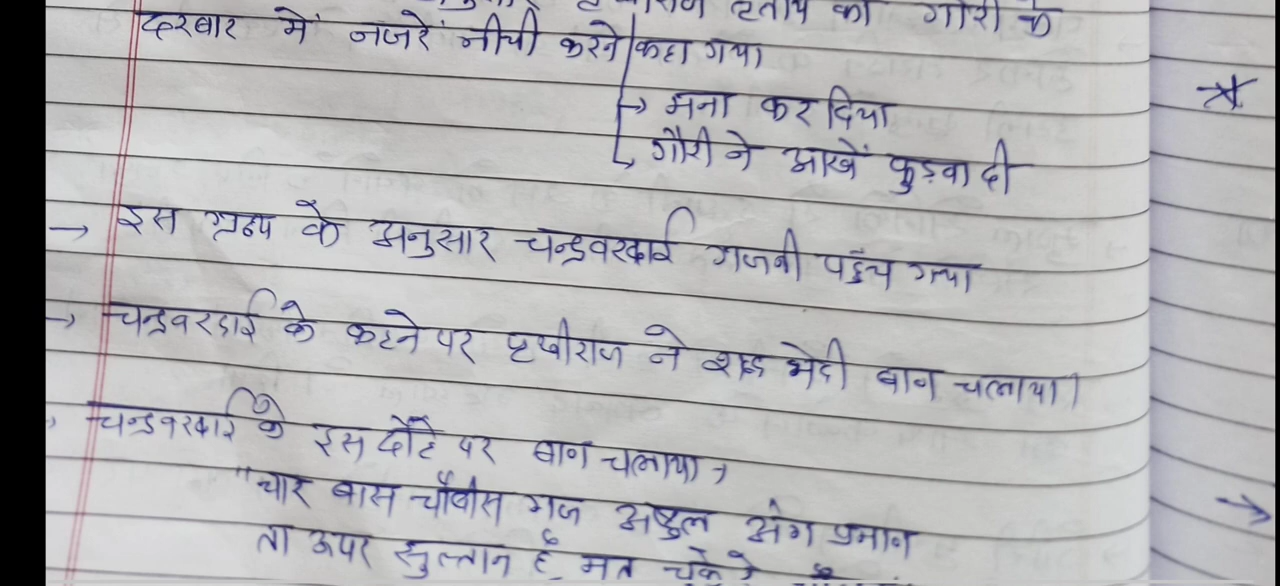 तृतीय को गौरी के
दरबार में नजरें नीची करने कहा गया
→ मना कर दिया
गौरी ने आखें फुड़वा दी
→ इस ग्रन्थ के अनुसार चन्द्रवरदाई गजनी पहुँच गया
→ चन्द्रवरदाई के कहने पर पृथ्वीराज ने शब्द भेदी बान चलाया।
चन्द्रवरदाई के इस दोहे पर बान चलाया,
"चार बास चौबीस गज अष्ठुल अंग प्रमान
ता ऊपर सुल्तान है मत चूके